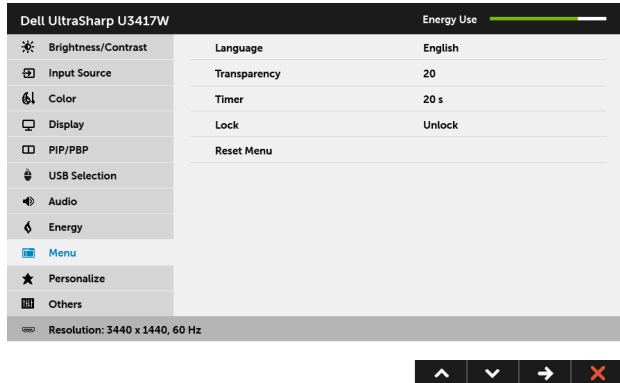 Dell UltraSharp U3417W Energy Use
Brightness/Contrast Language English
Input Source Transparency 20
Color Timer 20 s
Display Lock Unlock
PIP/PBP Reset Menu
USB Selection
Audio
Energy
Menu
Personalize
Others
Resolution: 3440 x 1440, 60 Hz